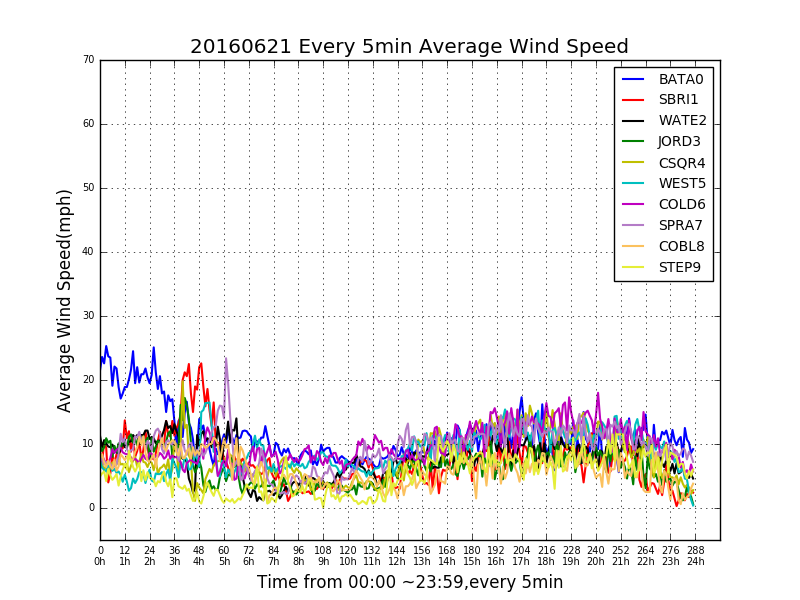 20160621 Every 5min Average Wind Speed
70
60
50
40
30
20
10
0
Average Wind Speed(mph)
BATA0
SBRI1
WATE2
JORD3
CSQR4
WEST5
COLD6
SPRA7
COBL8
STEP9
0 12 24 36 48 60 72 84 96 108 120 132 144 156 168 180 192 204 216 228 240 252 264 276 288
0h 1h 2h 3h 4h 5h 6h 7h 8h 9h 10h 11h 12h 13h 14h 15h 16h 17h 18h 19h 20h 21h 22h 23h 24h
Time from 00:00 ~23:59,every 5min